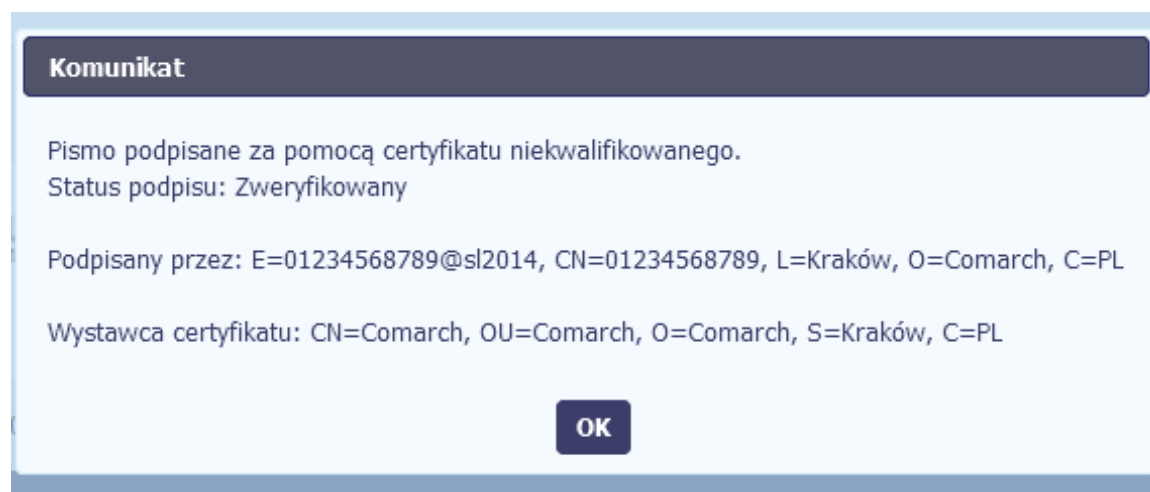 Komunikat
Pismo podpisane za pomocą certyfikatu niekwalifikowanego.
Status podpisu: Zweryfikowany
Podpisany przez: E=01234568789@sl2014, CN=01234568789, L=Kraków, O=Comarch, C=PL
Wystawca certyfikatu: CN=Comarch, OU=Comarch, O=Comarch, S=Kraków, C=PL
OK